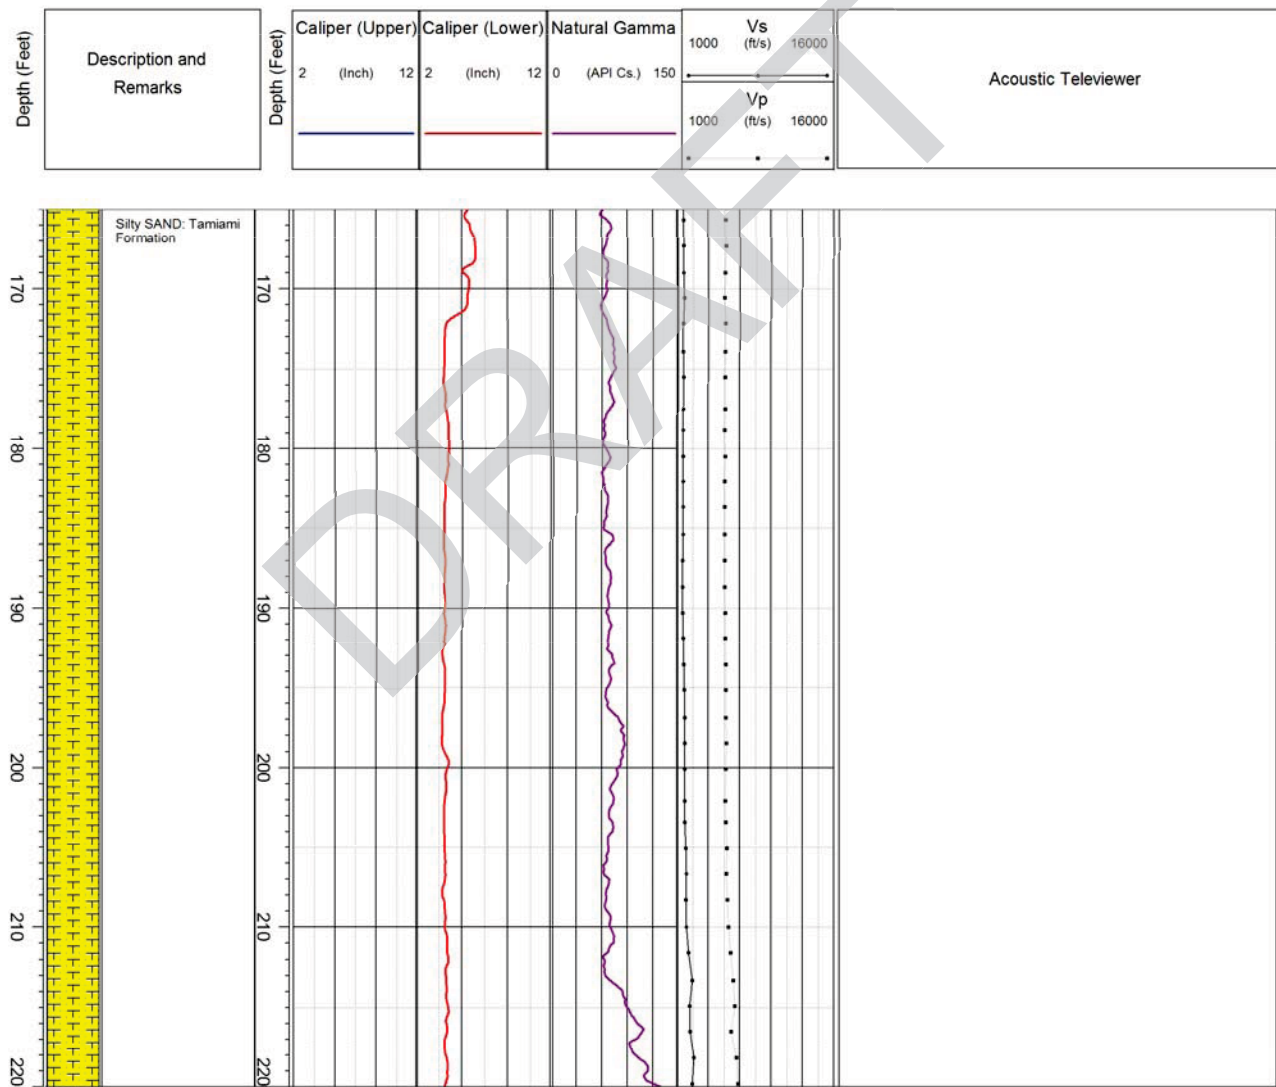 Depth (Feet)
Description and
Remarks
Depth (Feet)
Caliper (Upper)
2 (Inch) 12
Caliper (Lower)
2 (Inch) 12
Natural Gamma
0 (API Cs.) 150
Vs
1000 (ft/s) 16000
Vp
1000 (ft/s) 16000
Acoustic Televiewer
Silty SAND: Tamiami
Formation
170
180
190
200
210
220
170
180
190
200
210
220
DRAFT